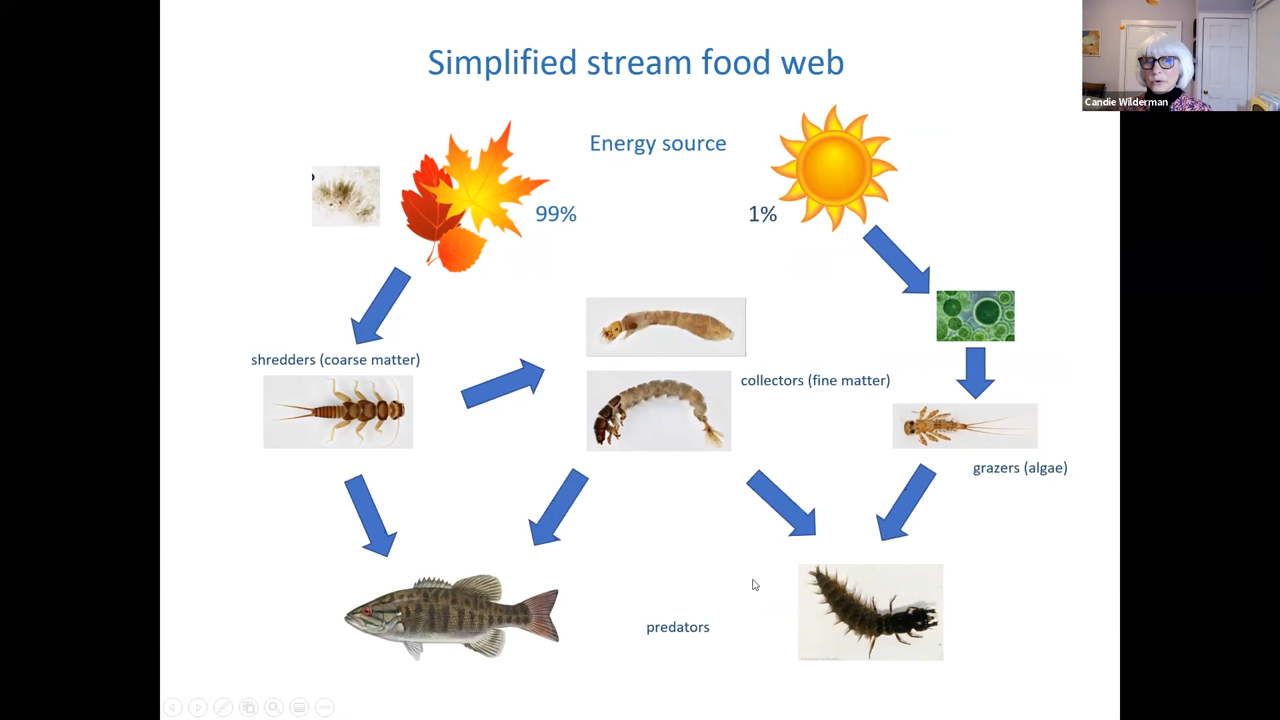 Simplified stream food web
Candie Wilderman
Energy source
99%
1%
shredders (coarse matter)
collectors (fine matter)
grazers (algae)
predators